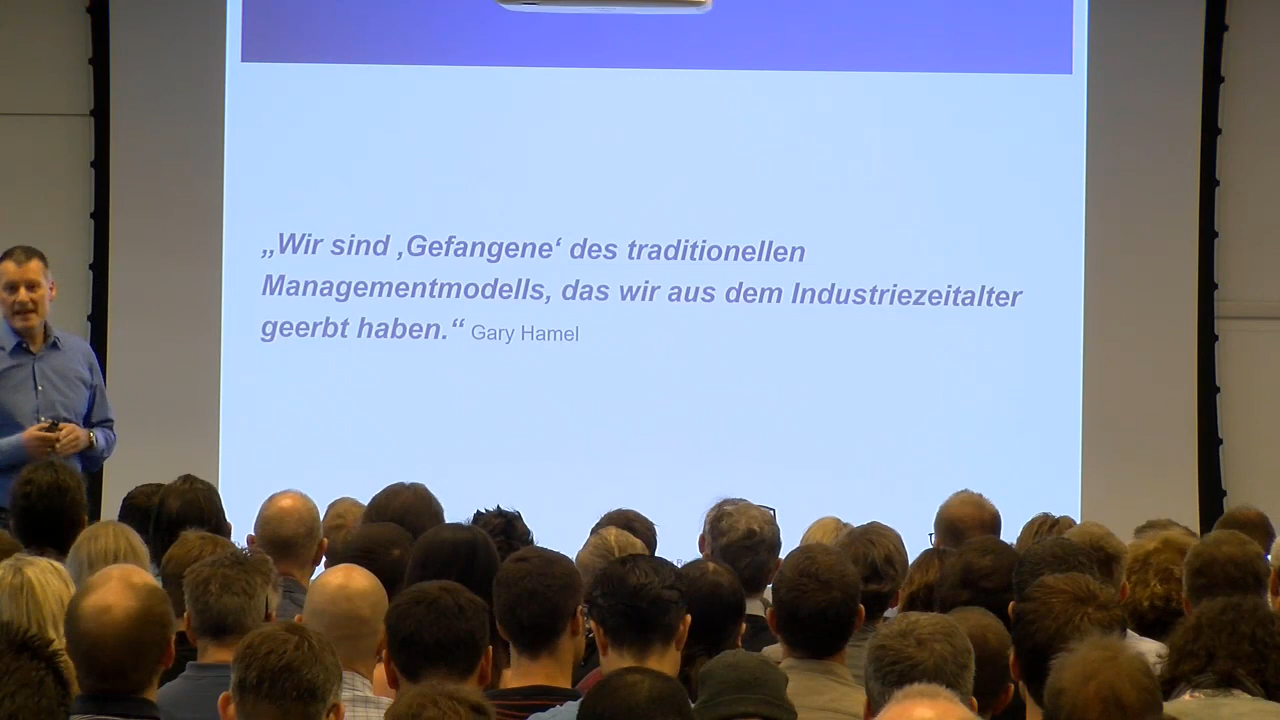 „Wir sind ‚Gefangene‘ des traditionellen
Managementmodells, das wir aus dem Industriezeitalter
geerbt haben.“ Gary Hamel